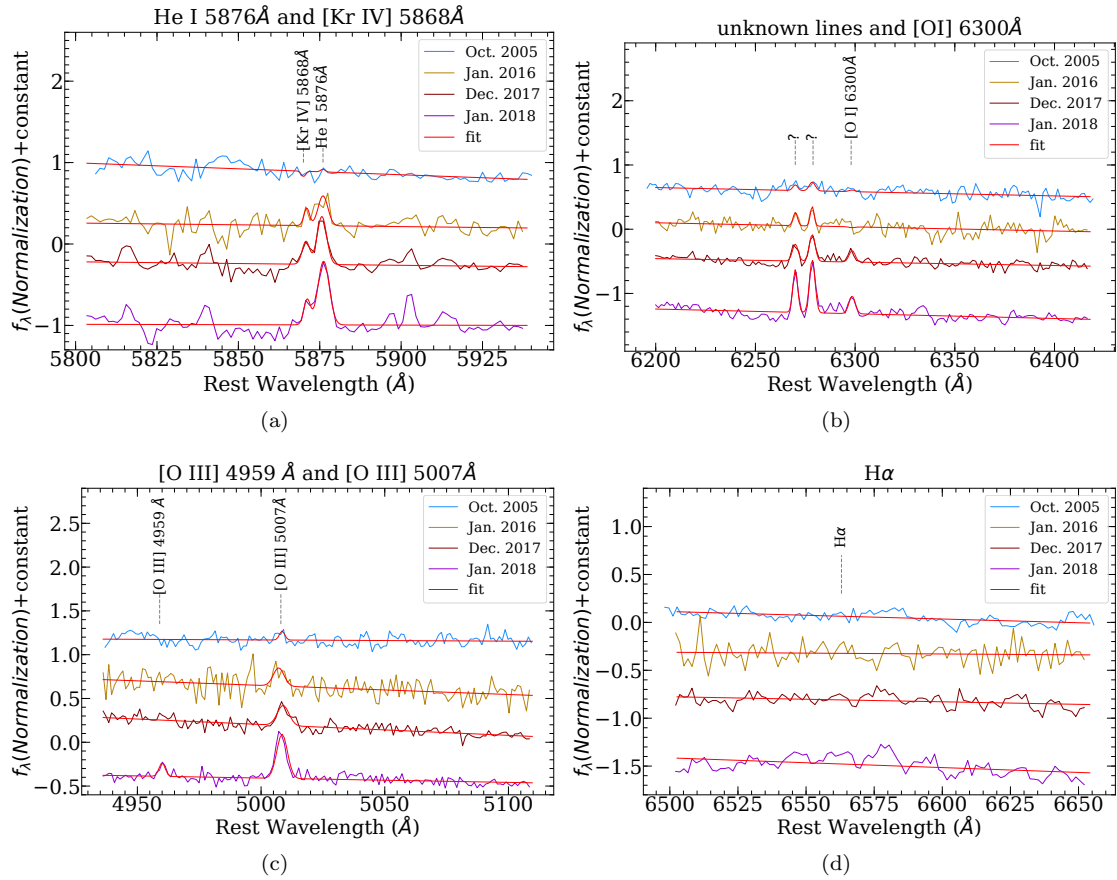 He I 5876Å and [Kr IV] 5868Å
Oct. 2005
Jan. 2016
Dec. 2017
Jan. 2018
fit
[Kr IV] 5868Å
He I 5876Å
2
1
0
−1
fλ(Normalization)+constant
5800 5825 5850 5875 5900 5925
Rest Wavelength (Å)
(a)
unknown lines and [OI] 6300Å
Oct. 2005
Jan. 2016
Dec. 2017
Jan. 2018
fit
?
?
[O I] 6300Å
2
1
0
−1
fλ(Normalization)+constant
6200 6250 6300 6350 6400
Rest Wavelength (Å)
(b)
[O III] 4959 Å and [O III] 5007Å
Oct. 2005
Jan. 2016
Dec. 2017
Jan. 2018
fit
[O III] 4959 Å
[O III] 5007Å
2.5
2.0
1.5
1.0
0.5
0.0
−0.5
fλ(Normalization)+constant
4950 5000 5050 5100
Rest Wavelength (Å)
(c)
Hα
Oct. 2005
Jan. 2016
Dec. 2017
Jan. 2018
fit
Hα
1.0
0.5
0.0
−0.5
−1.0
−1.5
fλ(Normalization)+constant
6500 6525 6550 6575 6600 6625 6650
Rest Wavelength (Å)
(d)